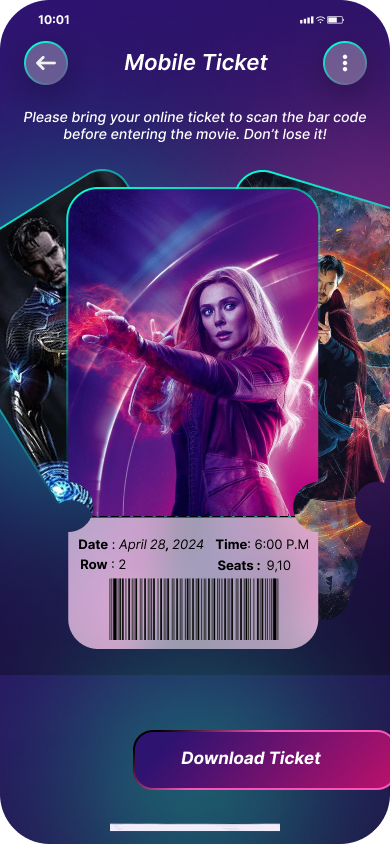 10:01
Mobile Ticket
Please bring your online ticket to scan the bar code
before entering the movie. Don't lose it!
Date : April 28, 2024 Time: 6:00 P.M
Row : 2 Seats : 9,10
Download Ticket